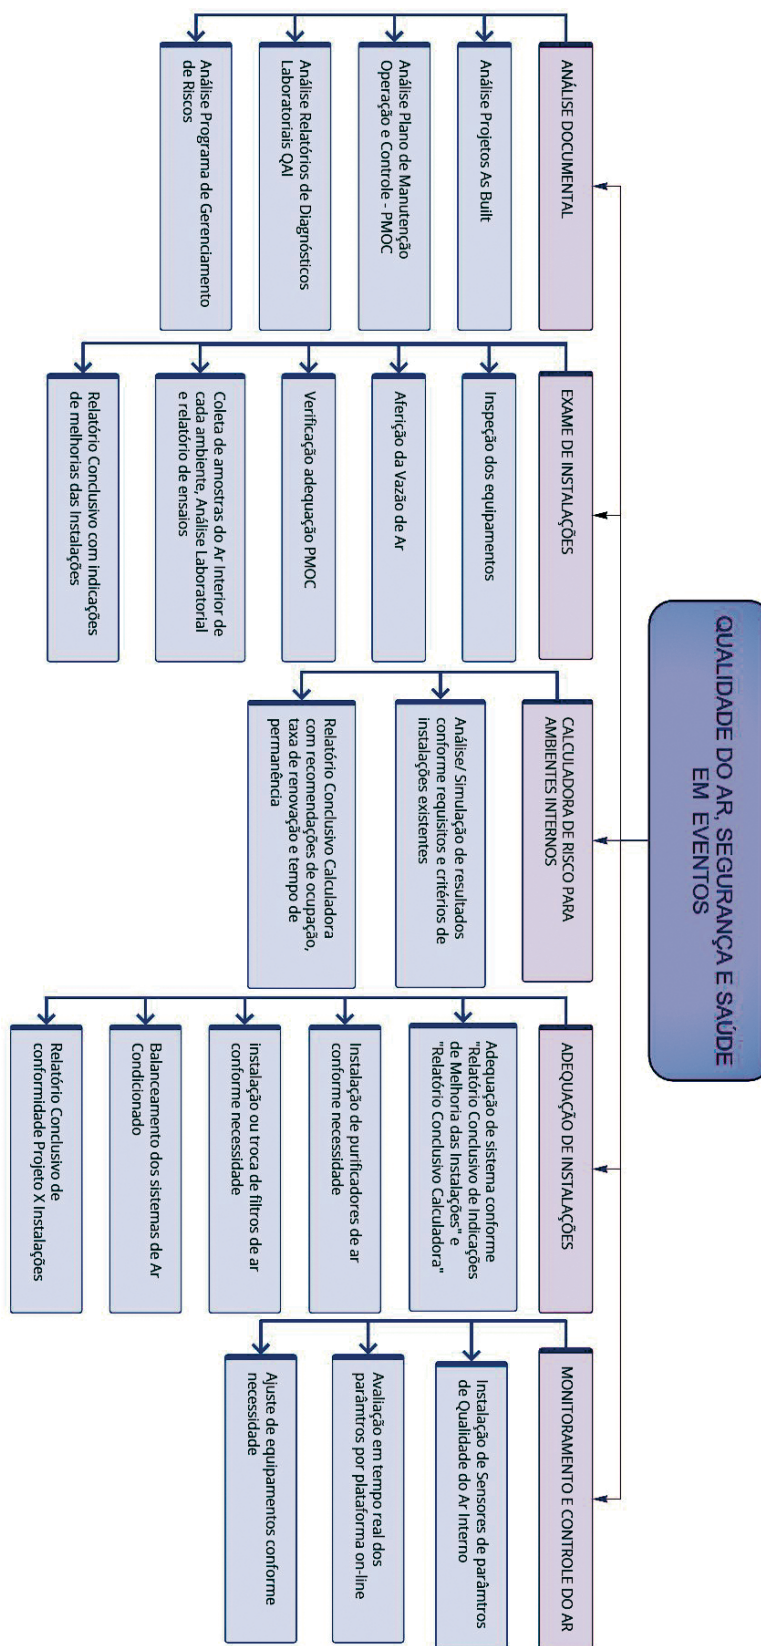 QUALIDADE DO AR, SEGURANÇA E SAÚDE
EM EVENTOS
ANÁLISE DOCUMENTAL
Análise Projetos As Built
Análise Plano de Manutenção
Operação e Controle - PMOC
Análise Relatórios de Diagnósticos
Laboratoriais QAI
Análise Programa de Gerenciamento
de Riscos
EXAME DE INSTALAÇÕES
Inspeção dos equipamentos
Aferição da Vazão de Ar
Verificação adequação PMOC
Coleta de amostras do Ar Interior de
cada ambiente, Análise Laboratorial
e relatório de ensaios
Relatório Conclusivo com indicações
de melhorias das Instalações
CALCULADORA DE RISCO PARA
AMBIENTES INTERNOS
Análise/ Simulação de resultados
conforme requisitos e critérios de
instalações existentes
Relatório Conclusivo Calculadora
com recomendações de ocupação,
taxa de renovação e tempo de
permanência
ADEQUAÇÃO DE INSTALAÇÕES
Adequação de sistema conforme
"Relatório Conclusivo de Indicações
de Melhoria das Instalações" e
"Relatório Conclusivo Calculadora"
Instalação de purificadores de ar
conforme necessidade
instalação ou troca de filtros de ar
conforme necessidade
Balanceamento dos sistemas de Ar
Condicionado
Relatório Conclusivo de
conformidade Projeto X Instalações
MONITORAMENTO E CONTROLE DO AR
Instalação de Sensores de parâmtros
de Qualidade do Ar Interno
Avaliação em tempo real dos
parâmtros por plataforma on-line
Ajuste de equipamentos conforme
necessidade